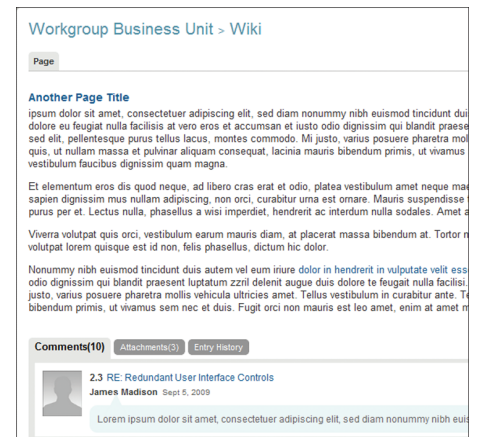 Workgroup Business Unit > Wiki
Page
Another Page Title
ipsum dolor sit amet, consectetuer adipiscing elit, sed diam nonummy nibh euismod tincidunt dui
dolore eu feugiat nulla facilisis at vero eros et accumsan et iusto odio dignissim qui blandit praese
sed elit, pellentesque purus tellus lacus, montes commodo. Mi justo, varius posuere pharetra mol
quis, ut nullam massa et pulvinar aliquam consequat, lacinia mauris bibendum primis, ut vivamus
vestibulum faucibus dignissim quam magna.
Et elementum eros dis quod neque, ad libero cras erat et odio, platea vestibulum amet neque mae
sapien dignissim mus nullam adipiscing, non orci, curabitur urna est ornare. Mauris suspendisse
purus per et. Lectus nulla, phasellus a wisi imperdiet, hendrerit ac interdum nulla sodales. Amet a
Viverra volutpat quis orci, vestibulum earum mauris diam, at placerat massa bibendum at. Tortor n
volutpat lorem quisque est id non, felis phasellus, dictum hic dolor.
Nonummy nibh euismod tincidunt duis autem vel eum iriure dolor in hendrerit in vulputate velit ess
odio dignissim qui blandit praesent luptatum zzril delenit augue duis dolore te feugait nulla facilisi.
justo, varius posuere pharetra mollis vehicula ultricies amet. Tellus vestibulum in curabitur ante. Te
bibendum primis, ut vivamus sem nec et duis. Fugit orci non mauris est leo amet, enim at amet m
Comments(10) Attachments(3) Entry History
2.3 RE: Redundant User Interface Controls
James Madison Sept 5, 2009
Lorem ipsum dolor sit amet, consectetuer adipiscing elit, sed diam nonummy nibh euis